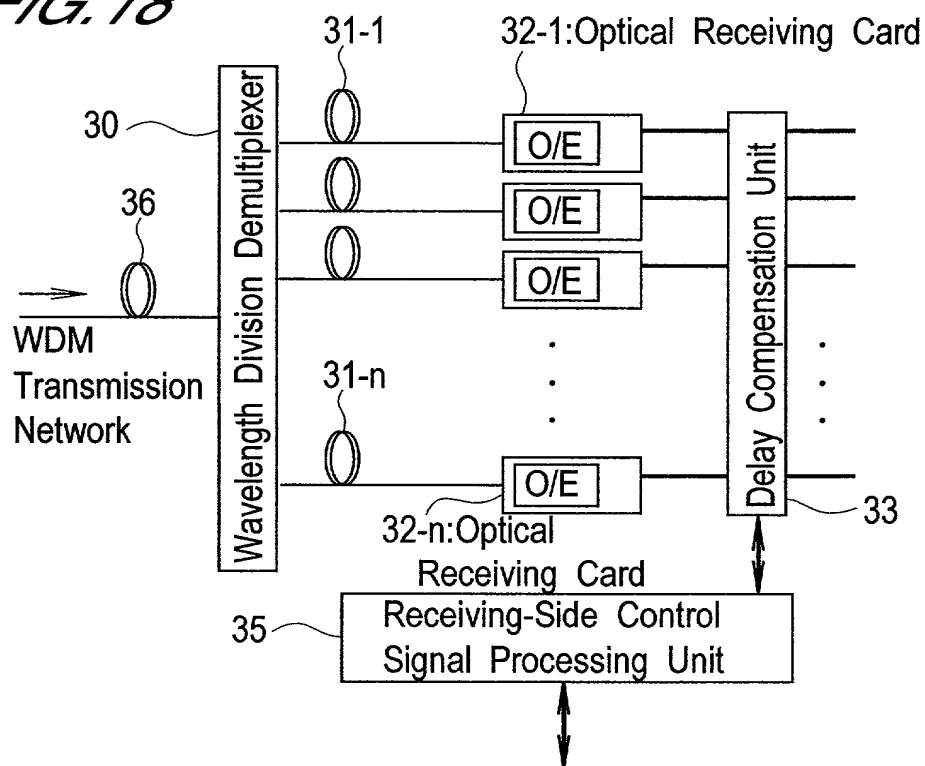 FIG. 18
31-1
32-1:Optical Receiving Card
30
Wavelength Division Demultiplexer
O/E
O/E
O/E
36
WDM
Transmission
Network
31-n
O/E
32-n:Optical
Receiving Card
Delay Compensation Unit
33
35
Receiving-Side Control
Signal Processing Unit